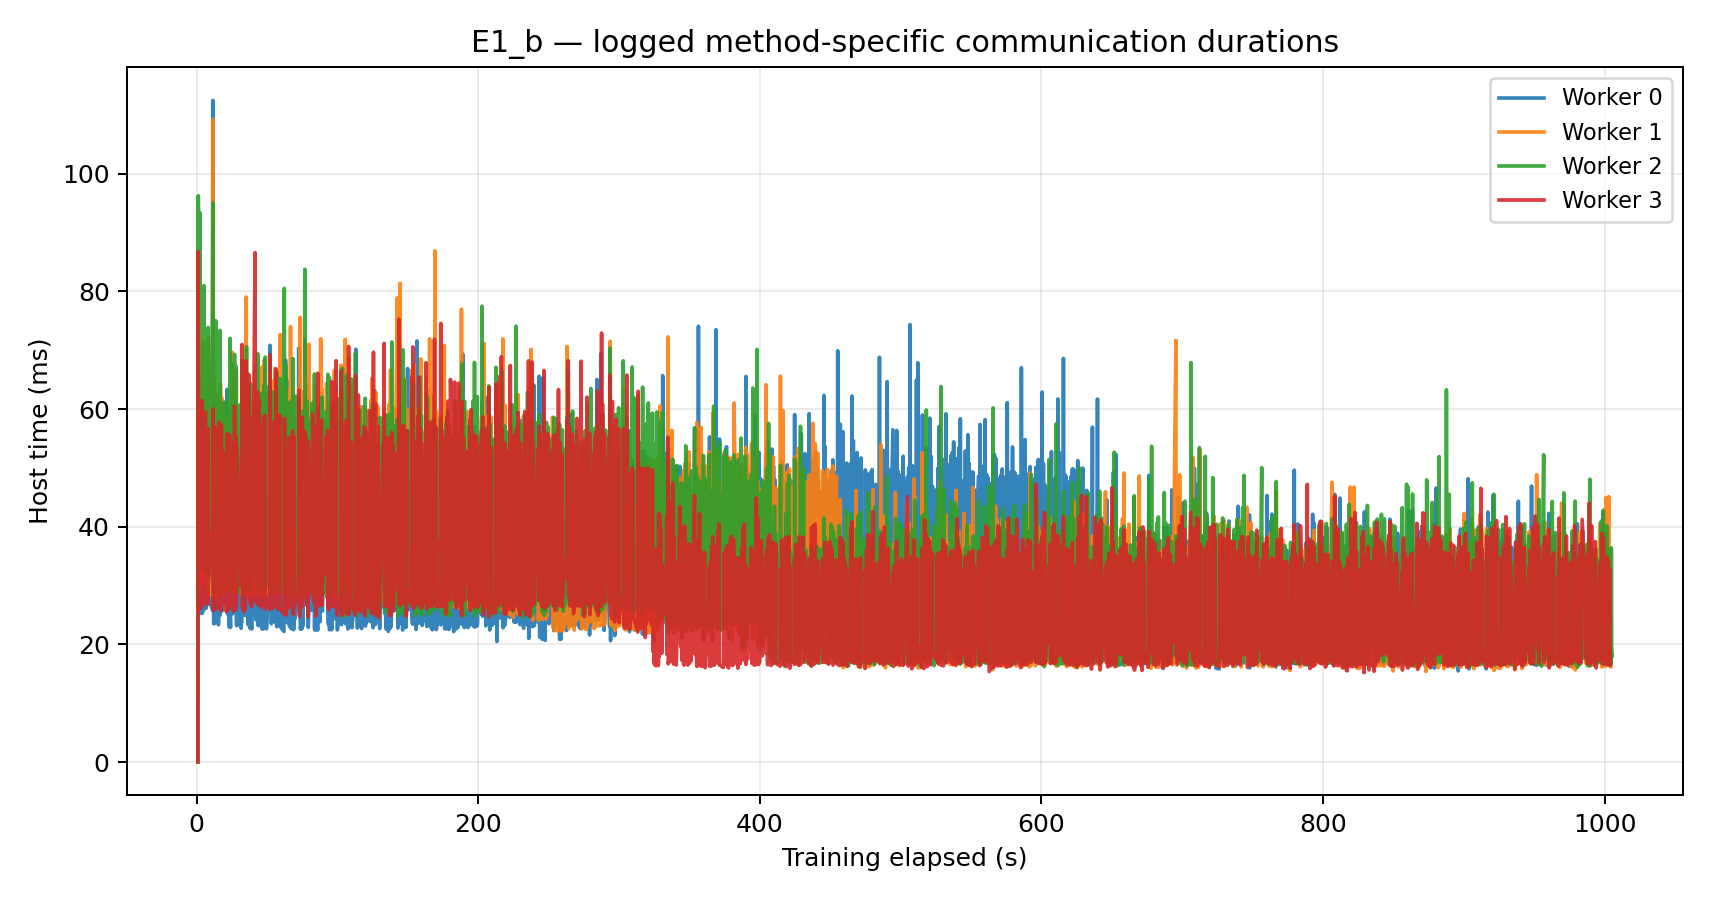 E1_b — logged method-specific communication durations
Worker 0
Worker 1
Worker 2
Worker 3
Host time (ms)
100
80
60
40
20
0
0 200 400 600 800 1000
Training elapsed (s)